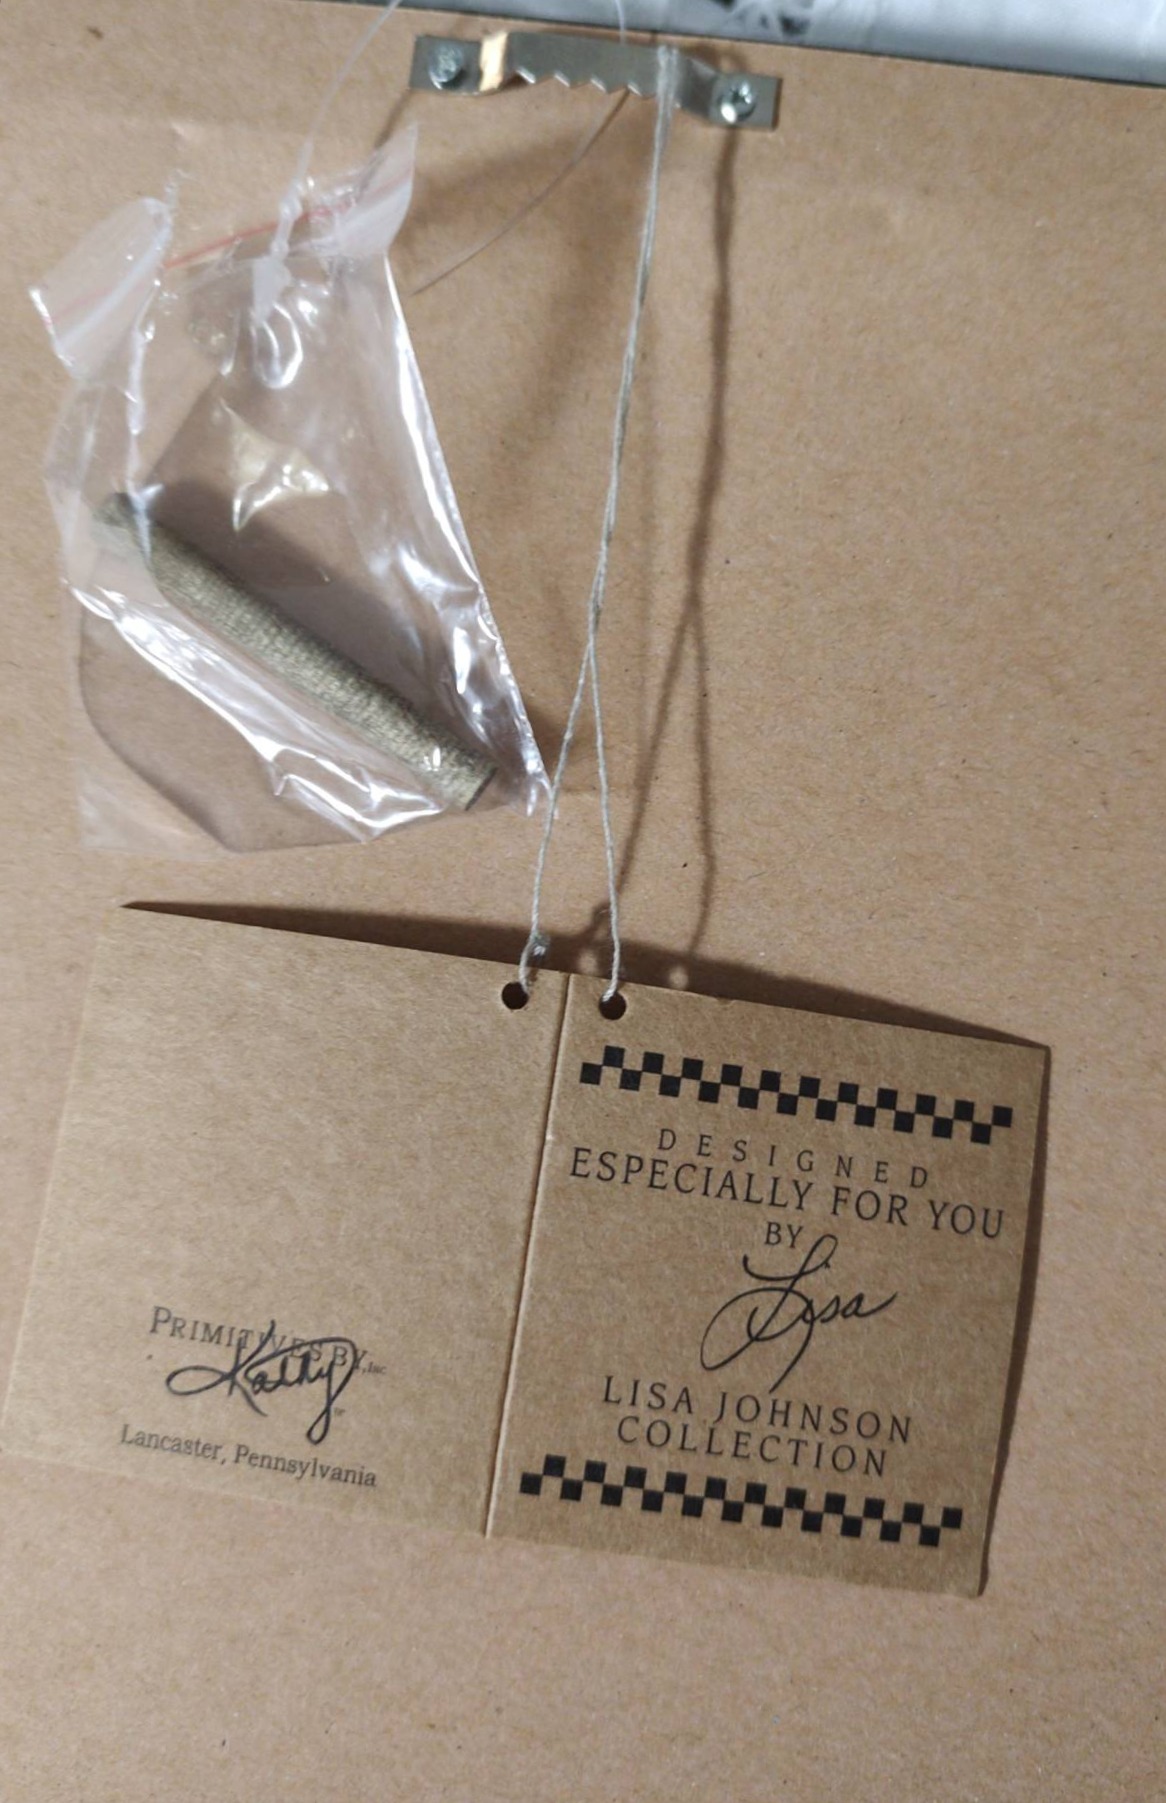 PRIMITIVES BY, Inc
Kathy
Lancaster, Pennsylvania
DESIGNED
ESPECIALLY FOR YOU
BY
Lisa
LISA JOHNSON
COLLECTION